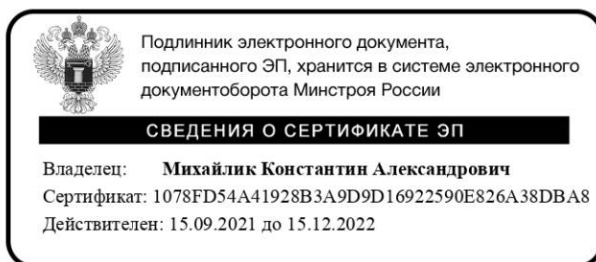 Подлинник электронного документа,
подписанного ЭП, хранится в системе электронного
документоборота Минстроя России
СВЕДЕНИЯ О СЕРТИФИКАТЕ ЭП
Владелец: Михайлик Константин Александрович
Сертификат: 1078FD54A41928B3A9D9D16922590E826A38DBA8
Действителен: 15.09.2021 до 15.12.2022